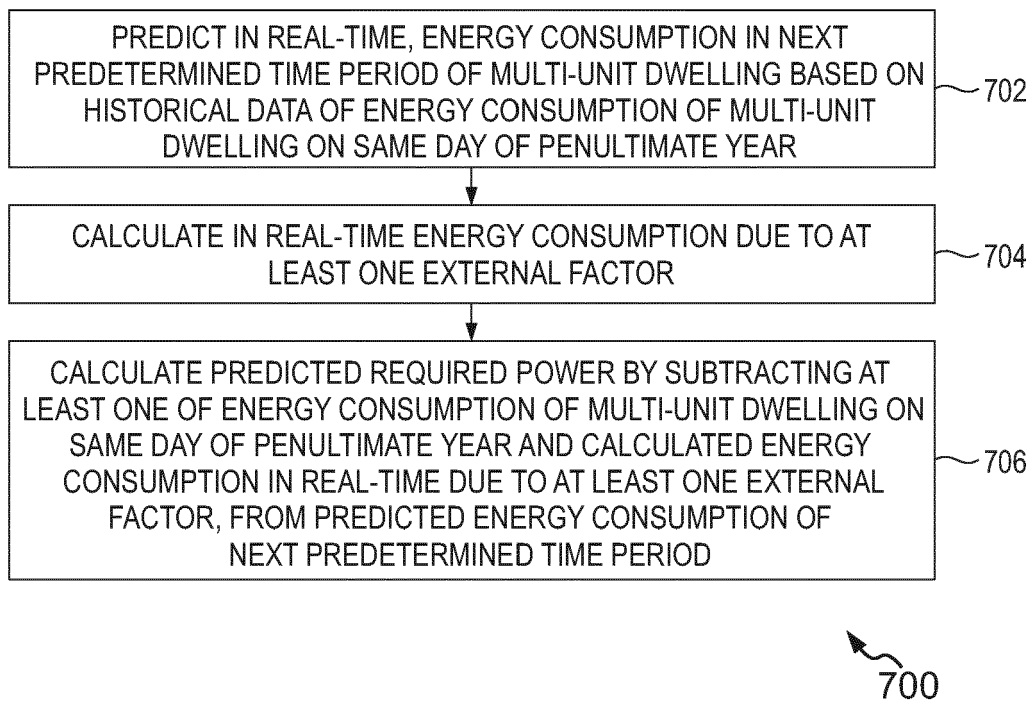 PREDICT IN REAL-TIME, ENERGY CONSUMPTION IN NEXT
PREDETERMINED TIME PERIOD OF MULTI-UNIT DWELLING BASED ON
HISTORICAL DATA OF ENERGY CONSUMPTION OF MULTI-UNIT
DWELLING ON SAME DAY OF PENULTIMATE YEAR
702
CALCULATE IN REAL-TIME ENERGY CONSUMPTION DUE TO AT
LEAST ONE EXTERNAL FACTOR
704
CALCULATE PREDICTED REQUIRED POWER BY SUBTRACTING AT
LEAST ONE OF ENERGY CONSUMPTION OF MULTI-UNIT DWELLING ON
SAME DAY OF PENULTIMATE YEAR AND CALCULATED ENERGY
CONSUMPTION IN REAL-TIME DUE TO AT LEAST ONE EXTERNAL
FACTOR, FROM PREDICTED ENERGY CONSUMPTION OF
NEXT PREDETERMINED TIME PERIOD
706
700